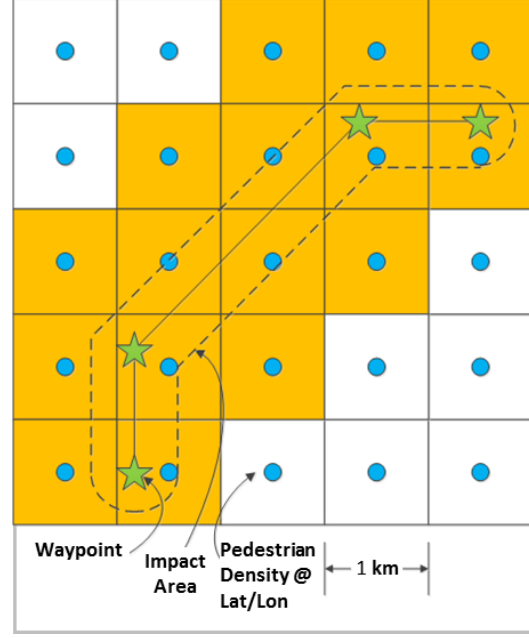 Waypoint
Impact
Area
Pedestrian
Density @
Lat/Lon
1 km